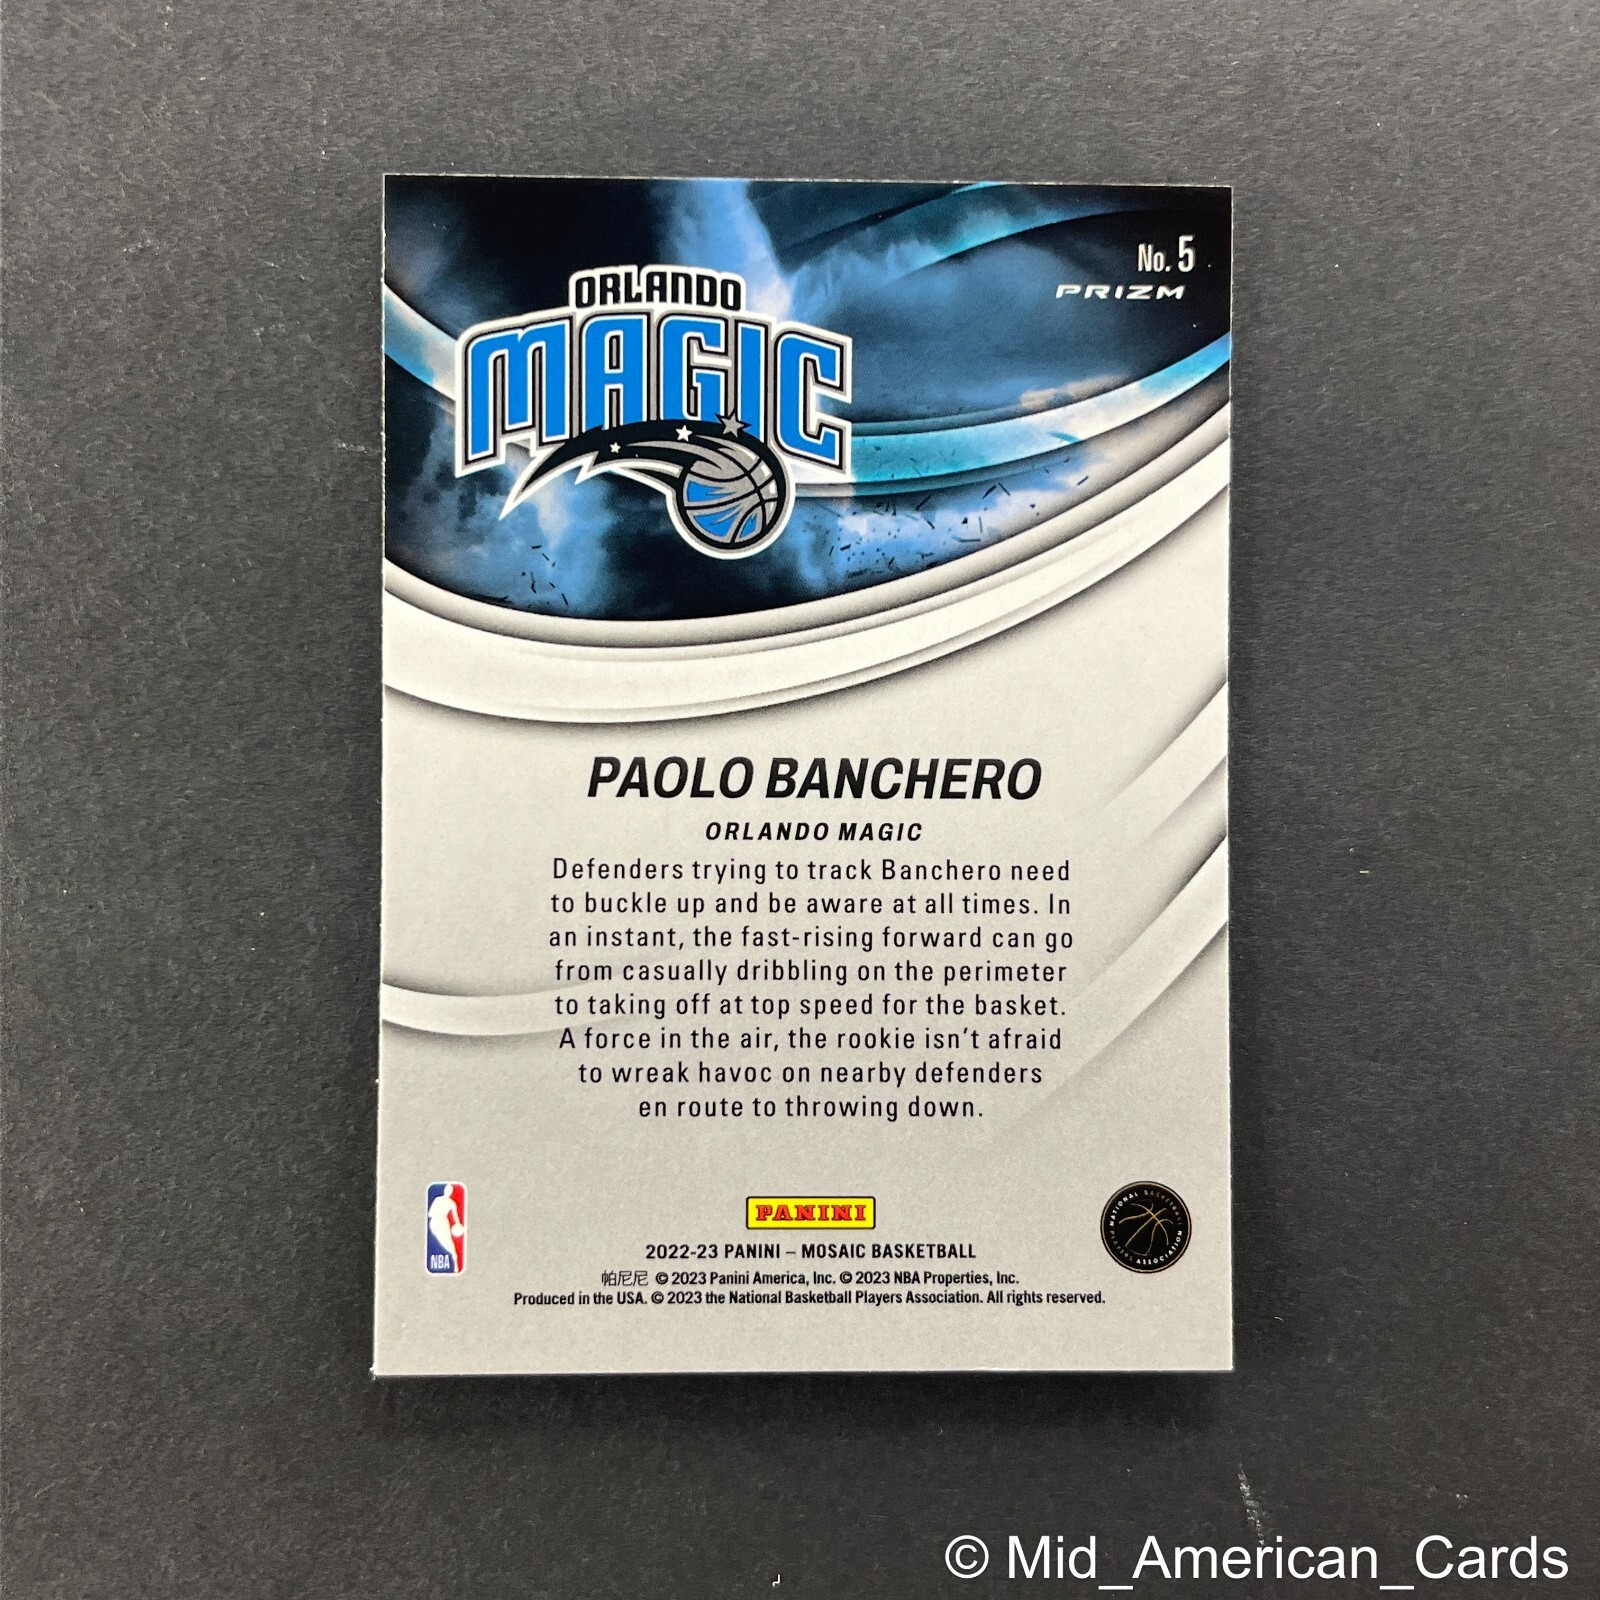 No. 5
PRIZM
ORLANDO
MAGIC
PAOLO BANCHERO
ORLANDO MAGIC
Defenders trying to track Banchero need
to buckle up and be aware at all times. In
an instant, the fast-rising forward can go
from casually dribbling on the perimeter
to taking off at top speed for the basket.
A force in the air, the rookie isn't afraid
to wreak havoc on nearby defenders
en route to throwing down.
NBA
PANINI
NATIONAL BASKETBALL PLAYERS ASSOCIATION
2022-23 PANINI – MOSAIC BASKETBALL
帕尼尼 © 2023 Panini America, Inc. © 2023 NBA Properties, Inc.
Produced in the USA. © 2023 the National Basketball Players Association. All rights reserved.
© Mid_American_Cards